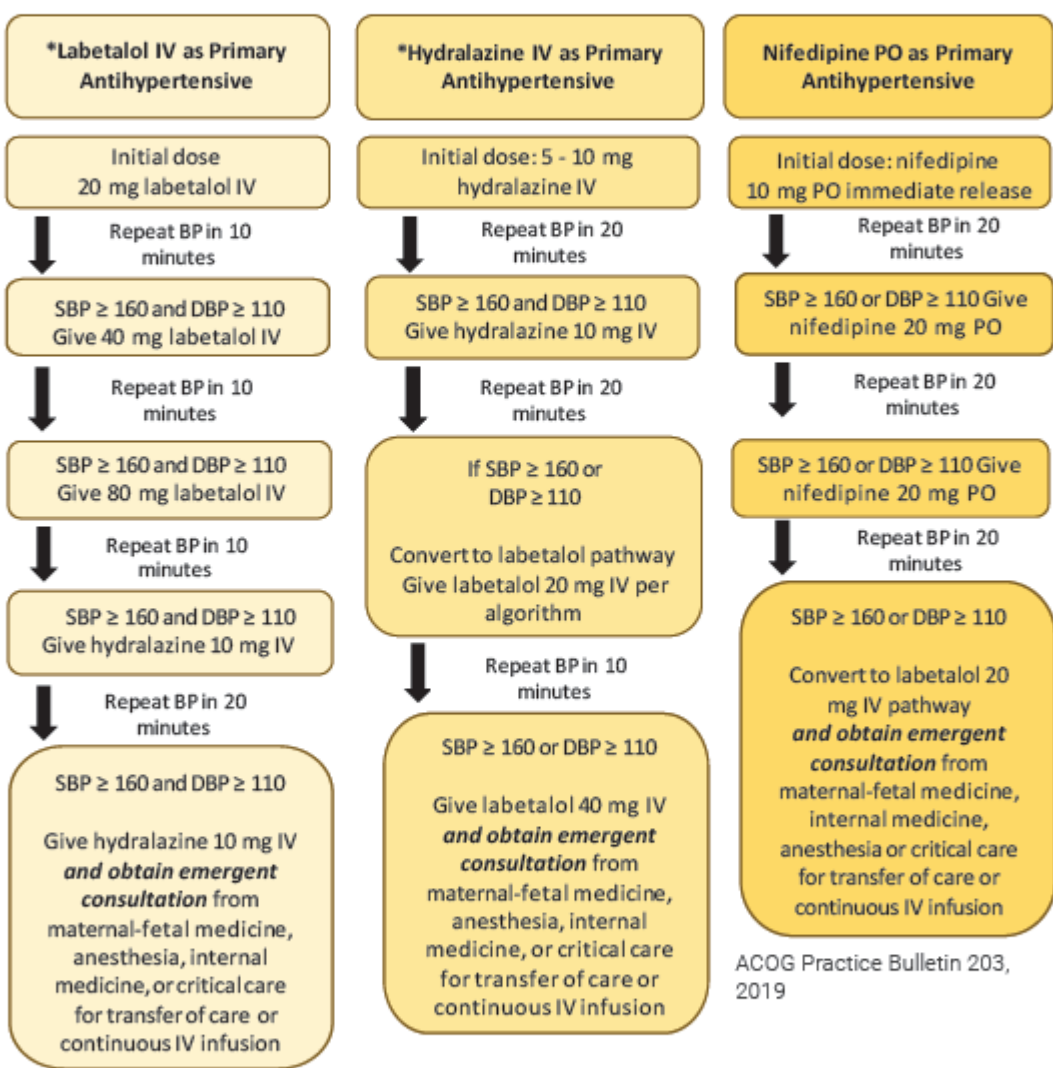 *Labetalol IV as Primary
Antihypertensive
Initial dose
20 mg labetalol IV
Repeat BP in 10
minutes
SBP ≥ 160 and DBP ≥ 110
Give 40 mg labetalol IV
Repeat BP in 10
minutes
SBP ≥ 160 and DBP ≥ 110
Give 80 mg labetalol IV
Repeat BP in 10
minutes
SBP ≥ 160 and DBP ≥ 110
Give hydralazine 10 mg IV
Repeat BP in 20
minutes
SBP ≥ 160 and DBP ≥ 110
Give hydralazine 10 mg IV
and obtain emergent
consultation from
maternal-fetal medicine,
anesthesia, internal
medicine, or critical care
for transfer of care or
continuous IV infusion
*Hydralazine IV as Primary
Antihypertensive
Initial dose: 5 - 10 mg
hydralazine IV
Repeat BP in 20
minutes
SBP ≥ 160 and DBP ≥ 110
Give hydralazine 10 mg IV
Repeat BP in 20
minutes
If SBP ≥ 160 or
DBP ≥ 110
Convert to labetalol pathway
Give labetalol 20 mg IV per
algorithm
Repeat BP in 10
minutes
SBP ≥ 160 or DBP ≥ 110
Give labetalol 40 mg IV
and obtain emergent
consultation from
maternal-fetal medicine,
anesthesia, internal
medicine, or critical care
for transfer of care or
continuous IV infusion
Nifedipine PO as Primary
Antihypertensive
Initial dose: nifedipine
10 mg PO immediate release
Repeat BP in 20
minutes
SBP ≥ 160 or DBP ≥ 110 Give
nifedipine 20 mg PO
Repeat BP in 20
minutes
SBP ≥ 160 or DBP ≥ 110 Give
nifedipine 20 mg PO
Repeat BP in 20
minutes
SBP ≥ 160 or DBP ≥ 110
Convert to labetalol 20
mg IV pathway
and obtain emergent
consultation from
maternal-fetal medicine,
internal medicine,
anesthesia or critical care
for transfer of care or
continuous IV infusion
ACOG Practice Bulletin 203,
2019